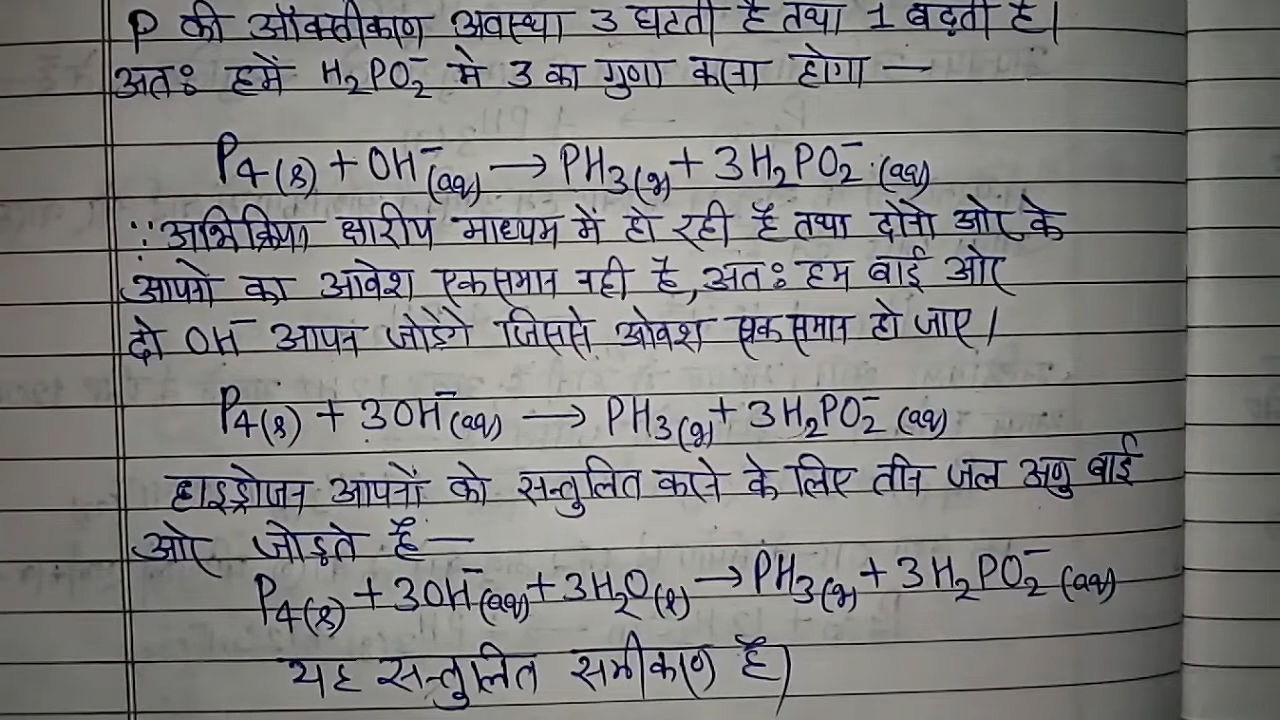 P की ऑक्सीकरण अवस्था 3 घटती है तथा 1 बढ़ती है।
अतः हमें H₂PO₂⁻ में 3 का गुणा करना होगा —
P₄(s) + OH⁻(aq) → PH₃(g) + 3H₂PO₂⁻(aq)
∵ अभिक्रिया क्षारीय माध्यम में हो रही है तथा दोनों ओर के
आयनों का आवेश एकसमान नहीं है, अतः हम बाईं ओर
दो OH⁻ आयन जोड़ेंगे जिससे आवेश एक समान हो जाए।
P₄(s) + 3OH⁻(aq) → PH₃(g) + 3H₂PO₂⁻(aq)
हाइड्रोजन आयनों को सन्तुलित करने के लिए तीन जल अणु बाईं
ओर जोड़ते हैं —
P₄(s) + 3OH⁻(aq) + 3H₂O(l) → PH₃(g) + 3H₂PO₂⁻(aq)
यह सन्तुलित समीकरण है।